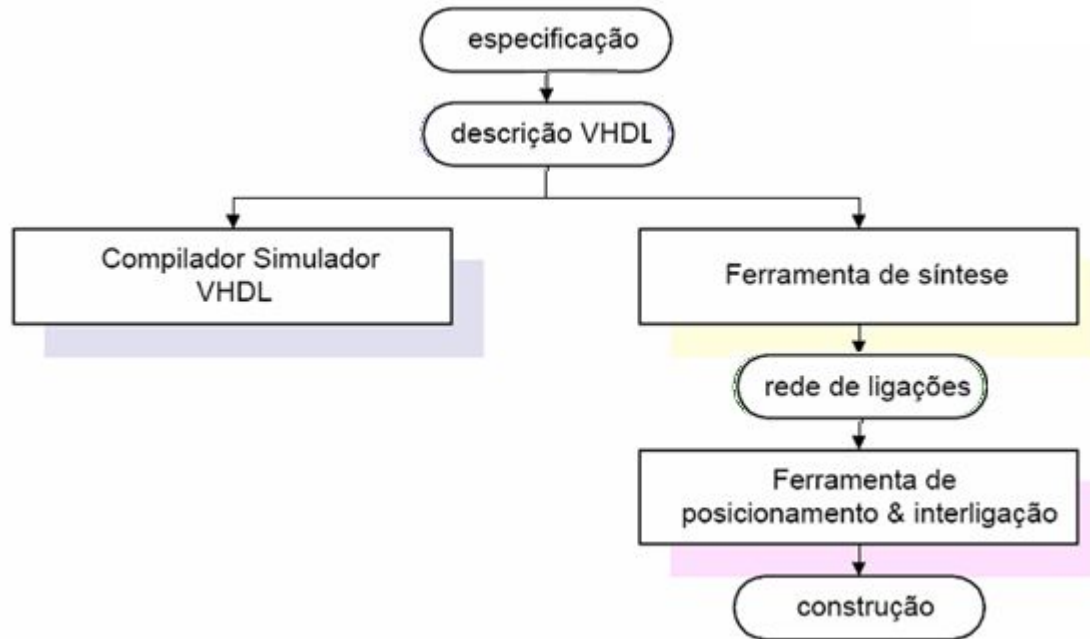 especificação
descrição VHDL
Compilador Simulador
VHDL
Ferramenta de síntese
rede de ligações
Ferramenta de
posicionamento & interligação
construção